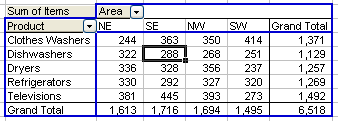 Sum of Items Area
Product NE SE NW SW Grand Total
Clothes Washers 244 363 350 414 1,371
Dishwashers 322 288 268 251 1,129
Dryers 336 328 356 237 1,257
Refrigerators 330 292 327 320 1,269
Televisions 381 445 393 273 1,492
Grand Total 1,613 1,716 1,694 1,495 6,518